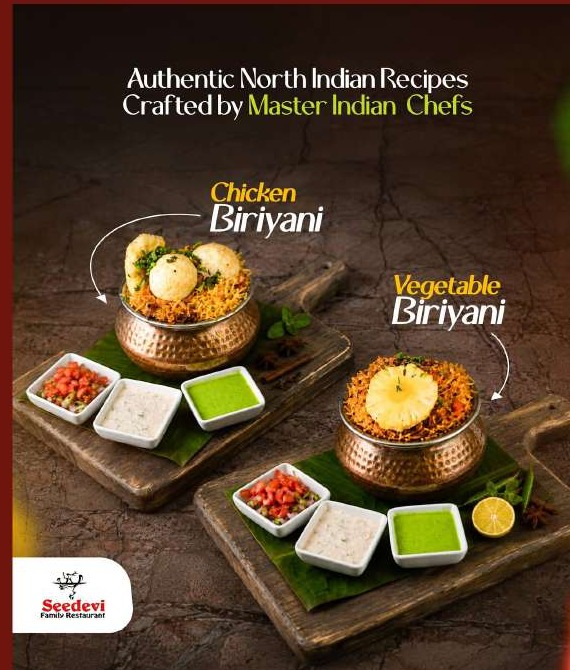 Authentic North Indian Recipes
Crafted by Master Indian Chefs
Chicken
Biriyani
Vegetable
Biriyani
Seedevi
Family Restaurant